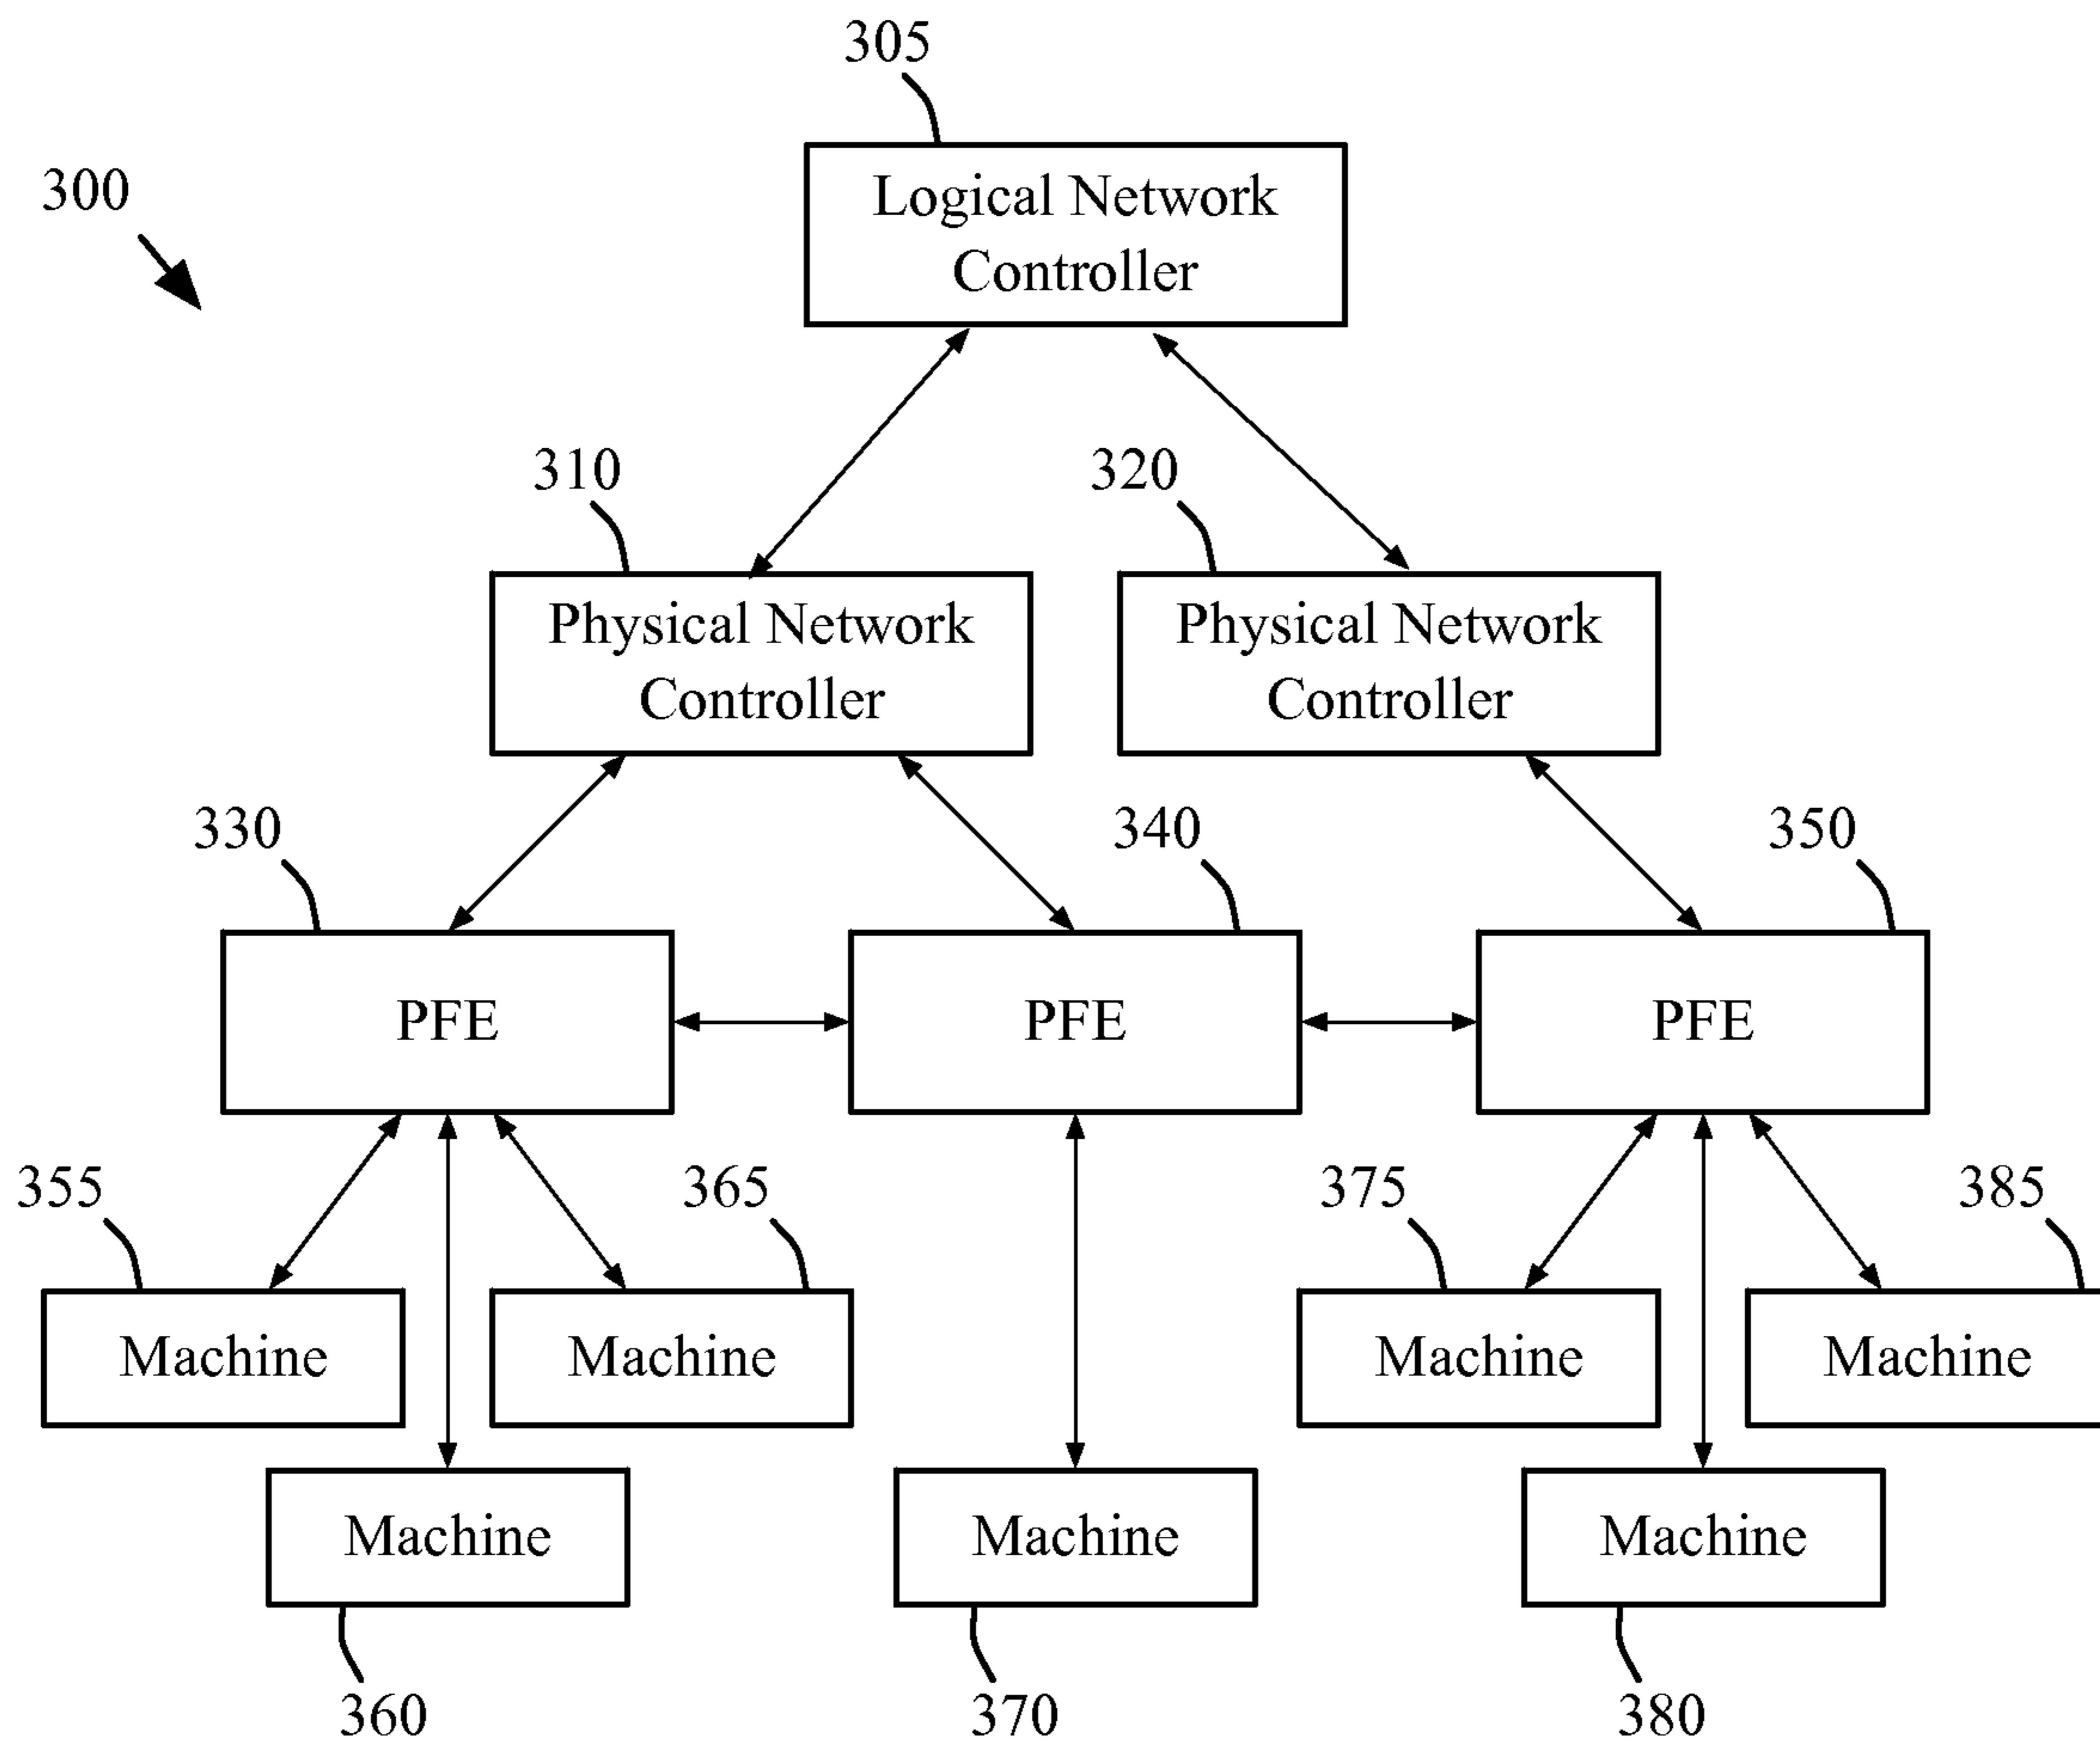 305
300
Logical Network
Controller
310
320
Physical Network
Controller
Physical Network
Controller
330
340
350
PFE
PFE
PFE
355
365
375
385
Machine
Machine
Machine
Machine
Machine
Machine
Machine
360
370
380